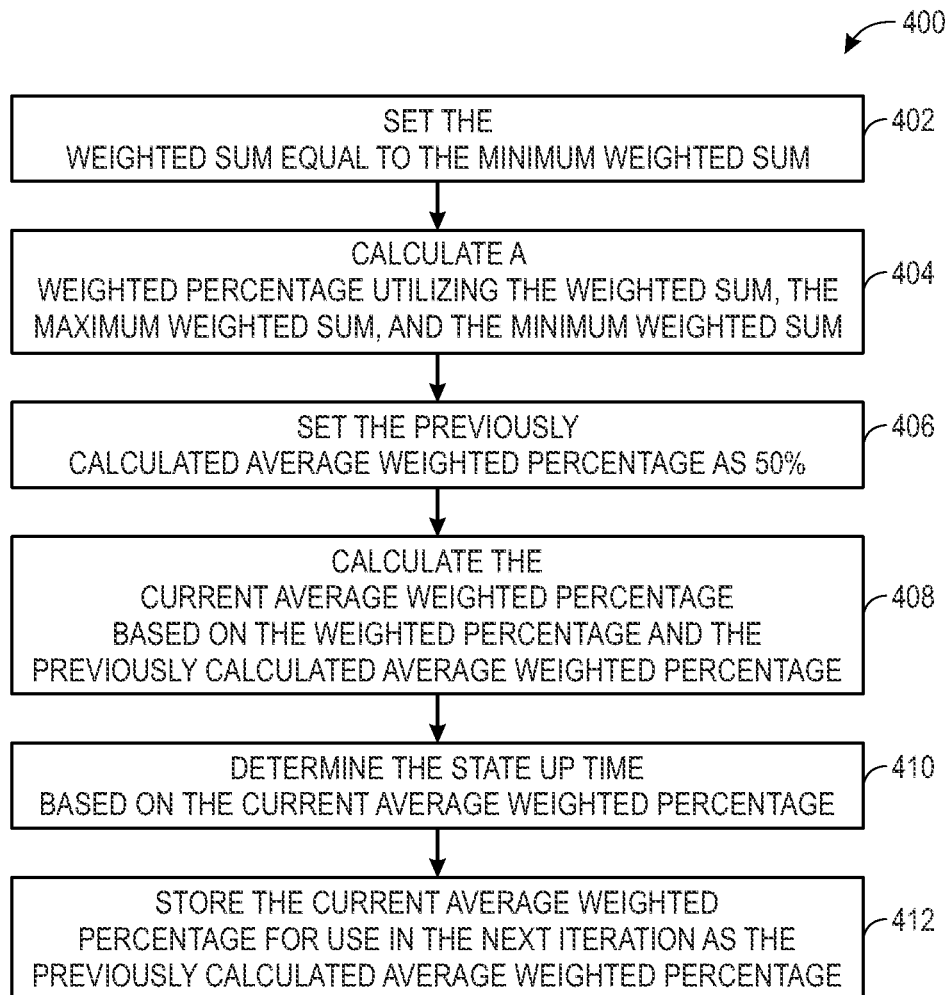 400
SET THE
WEIGHTED SUM EQUAL TO THE MINIMUM WEIGHTED SUM
402
CALCULATE A
WEIGHTED PERCENTAGE UTILIZING THE WEIGHTED SUM, THE
MAXIMUM WEIGHTED SUM, AND THE MINIMUM WEIGHTED SUM
404
SET THE PREVIOUSLY
CALCULATED AVERAGE WEIGHTED PERCENTAGE AS 50%
406
CALCULATE THE
CURRENT AVERAGE WEIGHTED PERCENTAGE
BASED ON THE WEIGHTED PERCENTAGE AND THE
PREVIOUSLY CALCULATED AVERAGE WEIGHTED PERCENTAGE
408
DETERMINE THE STATE UP TIME
BASED ON THE CURRENT AVERAGE WEIGHTED PERCENTAGE
410
STORE THE CURRENT AVERAGE WEIGHTED
PERCENTAGE FOR USE IN THE NEXT ITERATION AS THE
PREVIOUSLY CALCULATED AVERAGE WEIGHTED PERCENTAGE
412